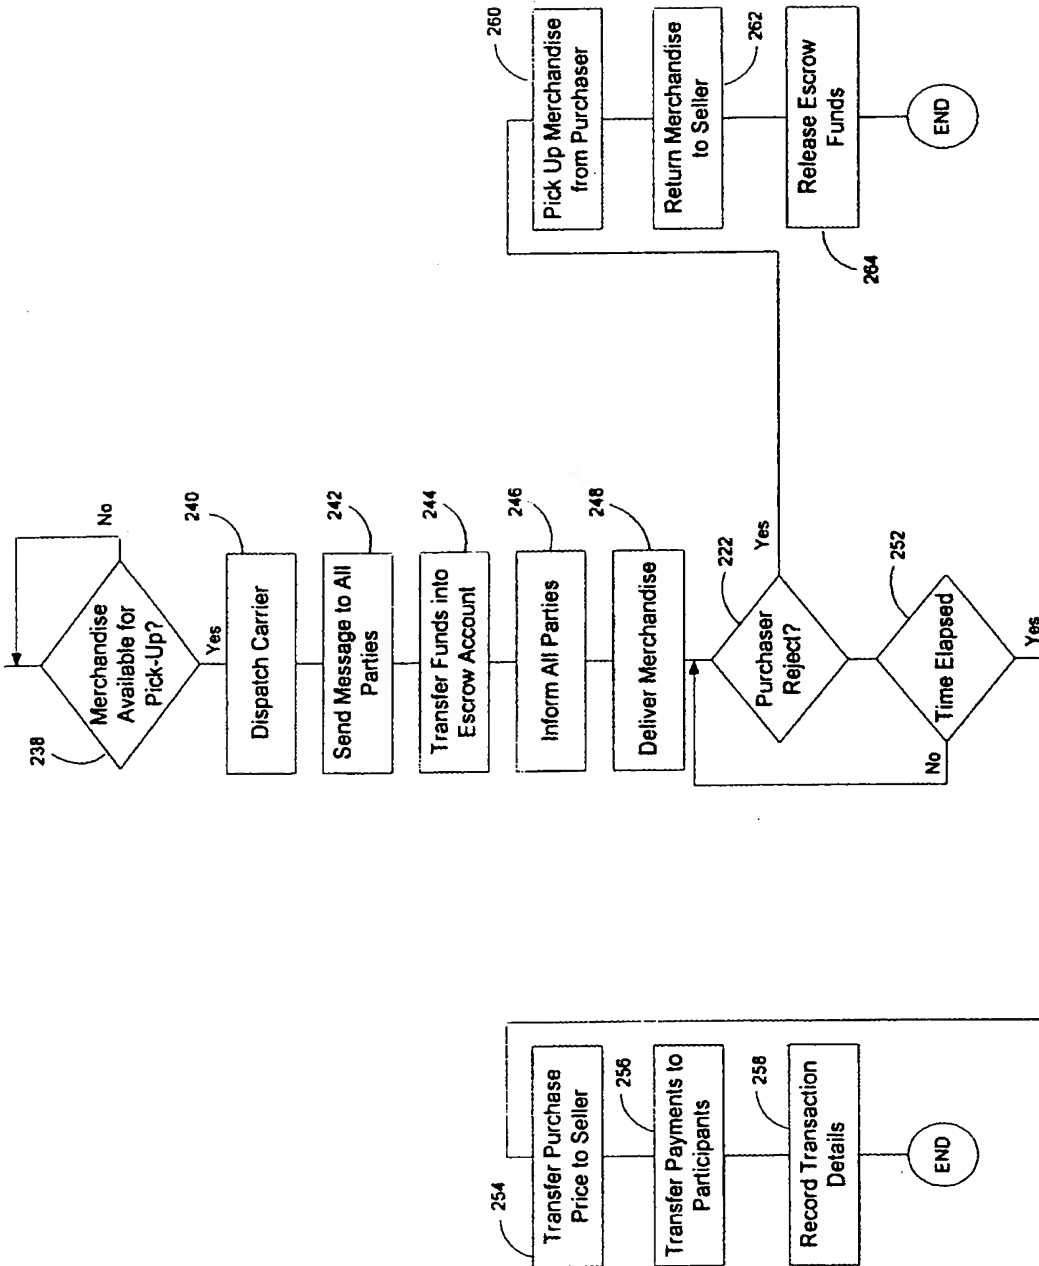 238
Merchandise
Available for
Pick-Up?
No
Yes
240
Dispatch Carrier
242
Send Message to All
Parties
244
Transfer Funds into
Escrow Account
246
Inform All Parties
248
Deliver Merchandise
222
Purchaser
Reject?
Yes
252
Time Elapsed
No
Yes
254
Transfer Purchase
Price to Seller
256
Transfer Payments to
Participants
258
Record Transaction
Details
END
260
Pick Up Merchandise
from Purchaser
262
Return Merchandise
to Seller
264
Release Escrow
Funds
END